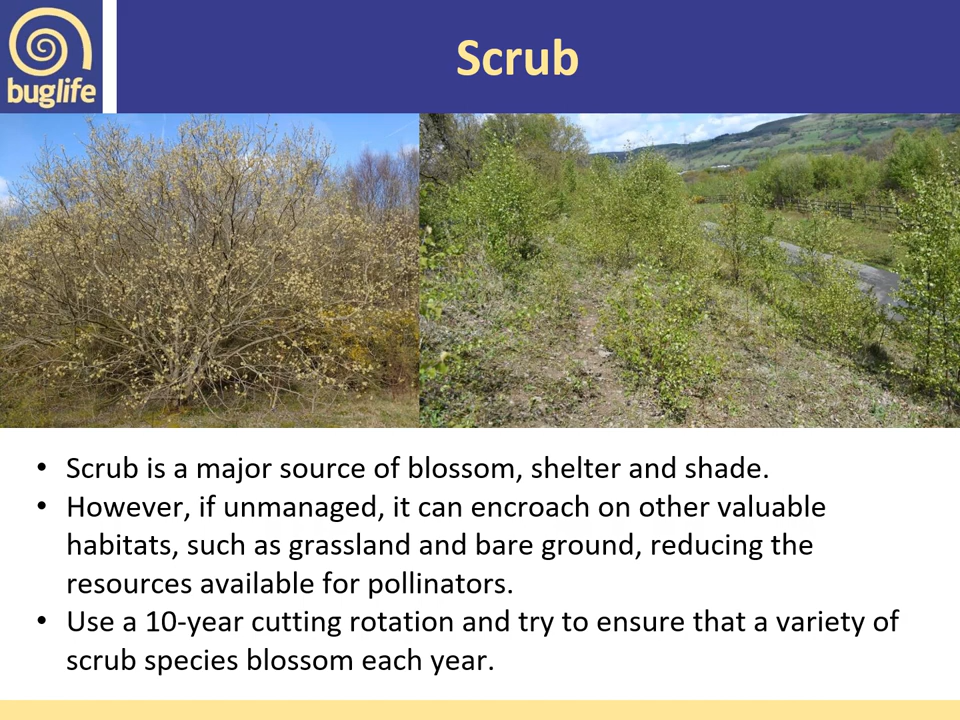 buglife
Scrub
• Scrub is a major source of blossom, shelter and shade.
• However, if unmanaged, it can encroach on other valuable
habitats, such as grassland and bare ground, reducing the
resources available for pollinators.
• Use a 10-year cutting rotation and try to ensure that a variety of
scrub species blossom each year.